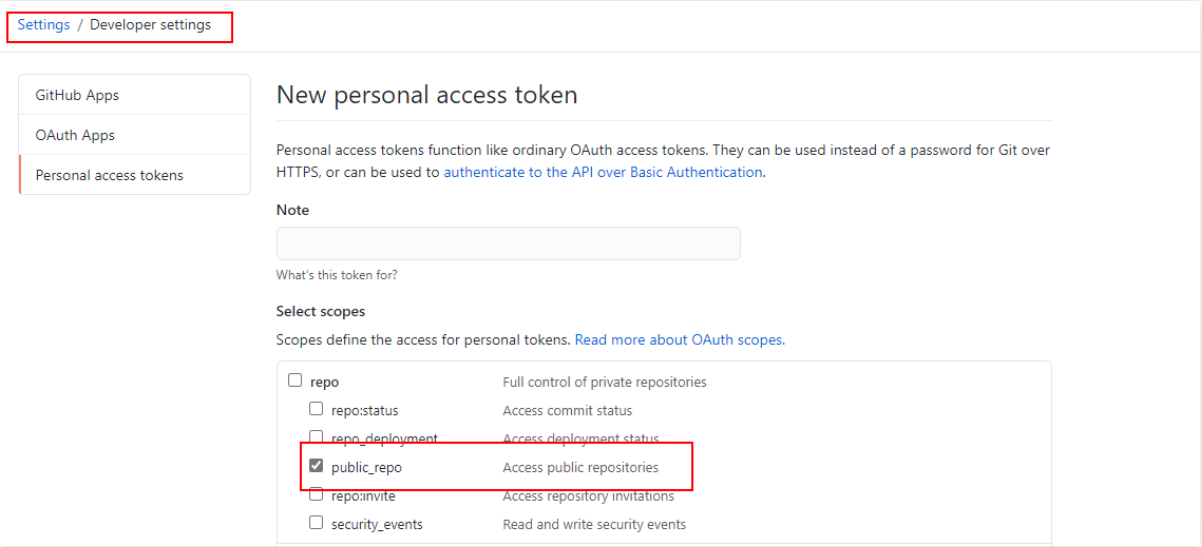 Settings / Developer settings
GitHub Apps
OAuth Apps
Personal access tokens
New personal access token
Personal access tokens function like ordinary OAuth access tokens. They can be used instead of a password for Git over
HTTPS, or can be used to authenticate to the API over Basic Authentication.
Note
What's this token for?
Select scopes
Scopes define the access for personal tokens. Read more about OAuth scopes.
repo Full control of private repositories
repo:status Access commit status
repo_deployment Access deployment status
public_repo Access public repositories
repo:invite Access repository invitations
security_events Read and write security events